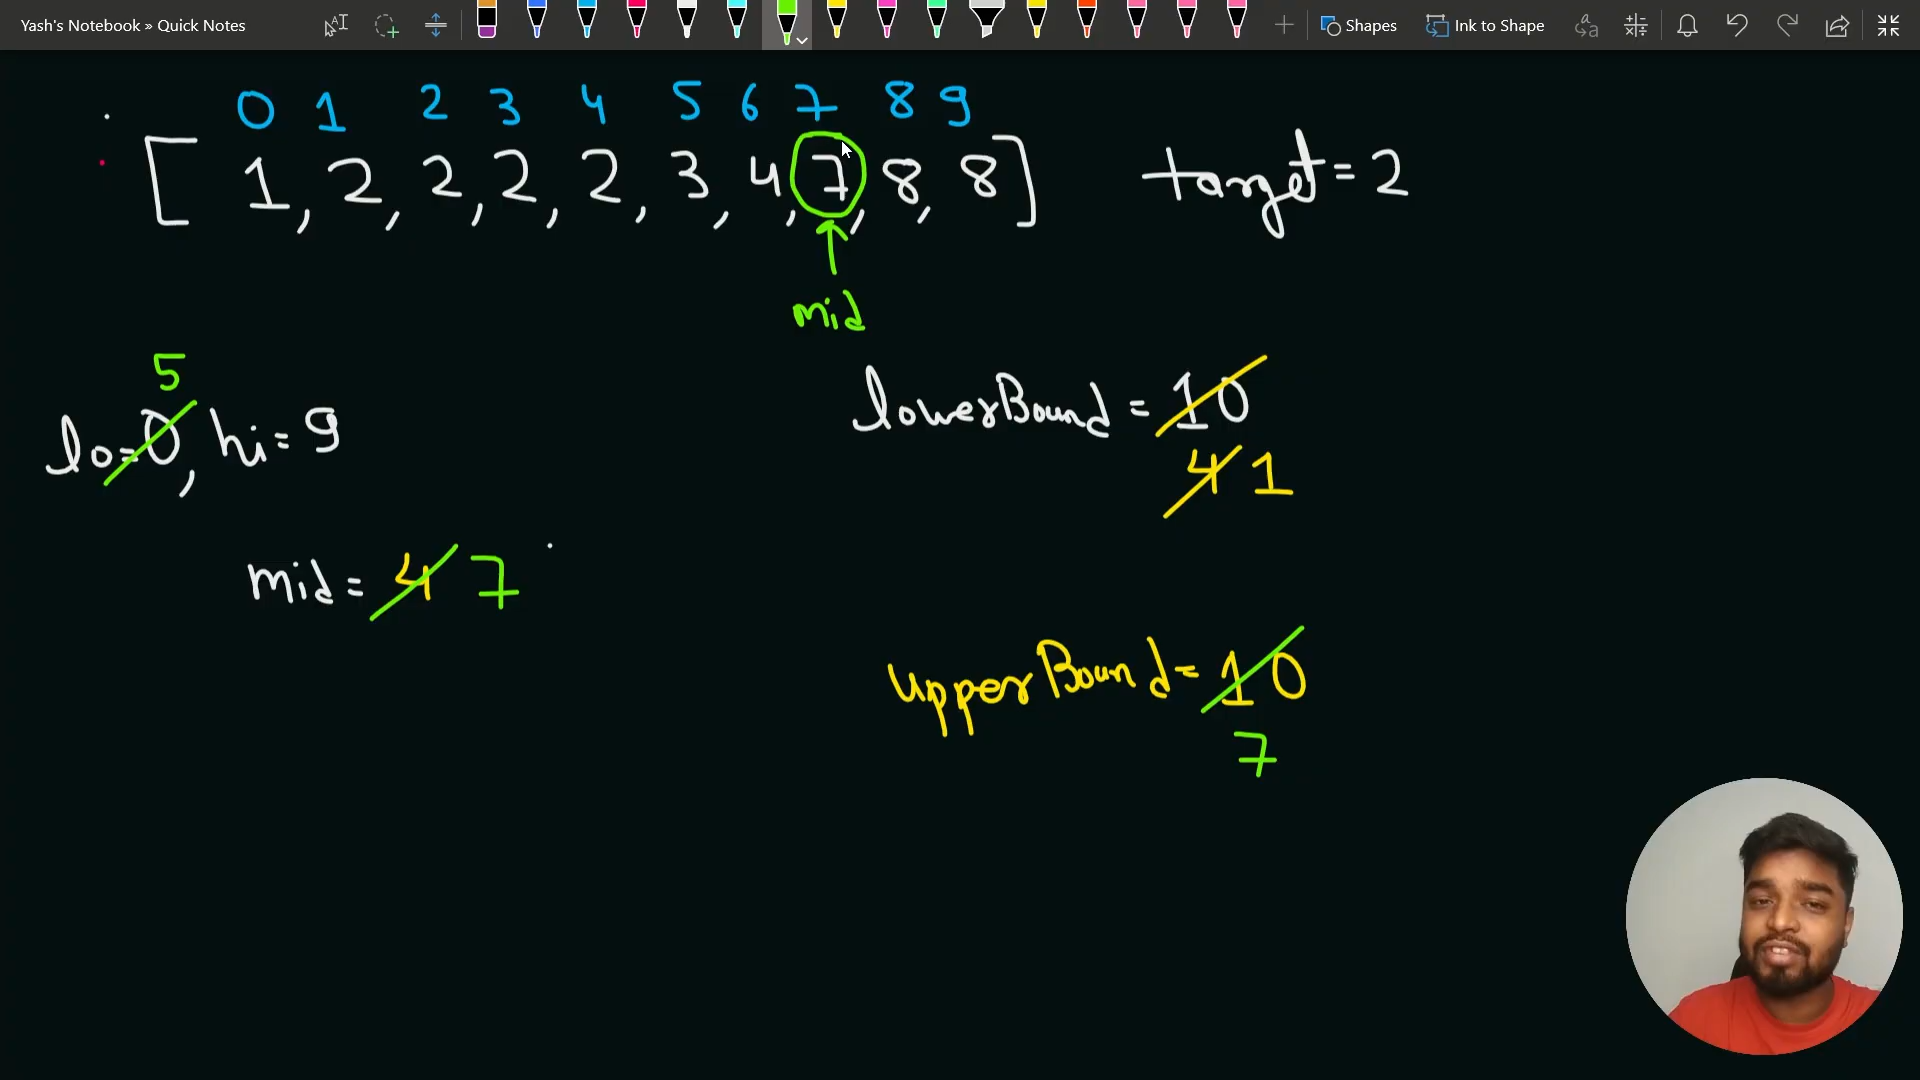 Yash's Notebook » Quick Notes
Shapes
Ink to Shape
0 1 2 3 4 5 6 7 8 9
[ 1, 2, 2, 2, 2, 3, 4, 7, 8, 8 ] target = 2
mid
5
lo=0, hi=9
lowerBound = 10
4 1
mid = 4 7
upperBound = 10
7